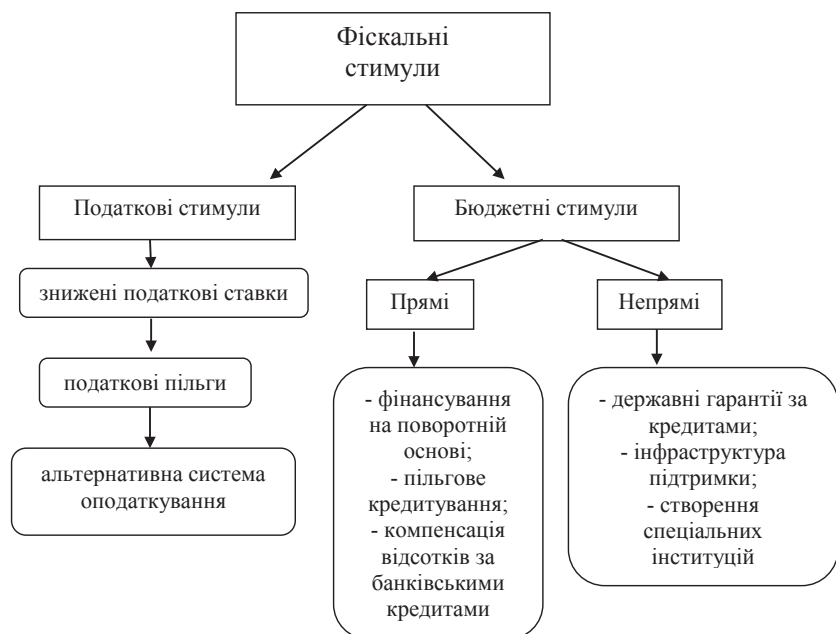 Фіскальні
стимули
Податкові стимули
Бюджетні стимули
знижені податкові ставки
Прямі
Непрямі
податкові пільги
альтернативна система
оподаткування
- фінансування
на поворотній
основі;
- пільгове
кредитування;
- компенсація
відсотків за
банківськими
кредитами
- державні гарантії за
кредитами;
- інфраструктура
підтримки;
- створення
спеціальних
інституцій